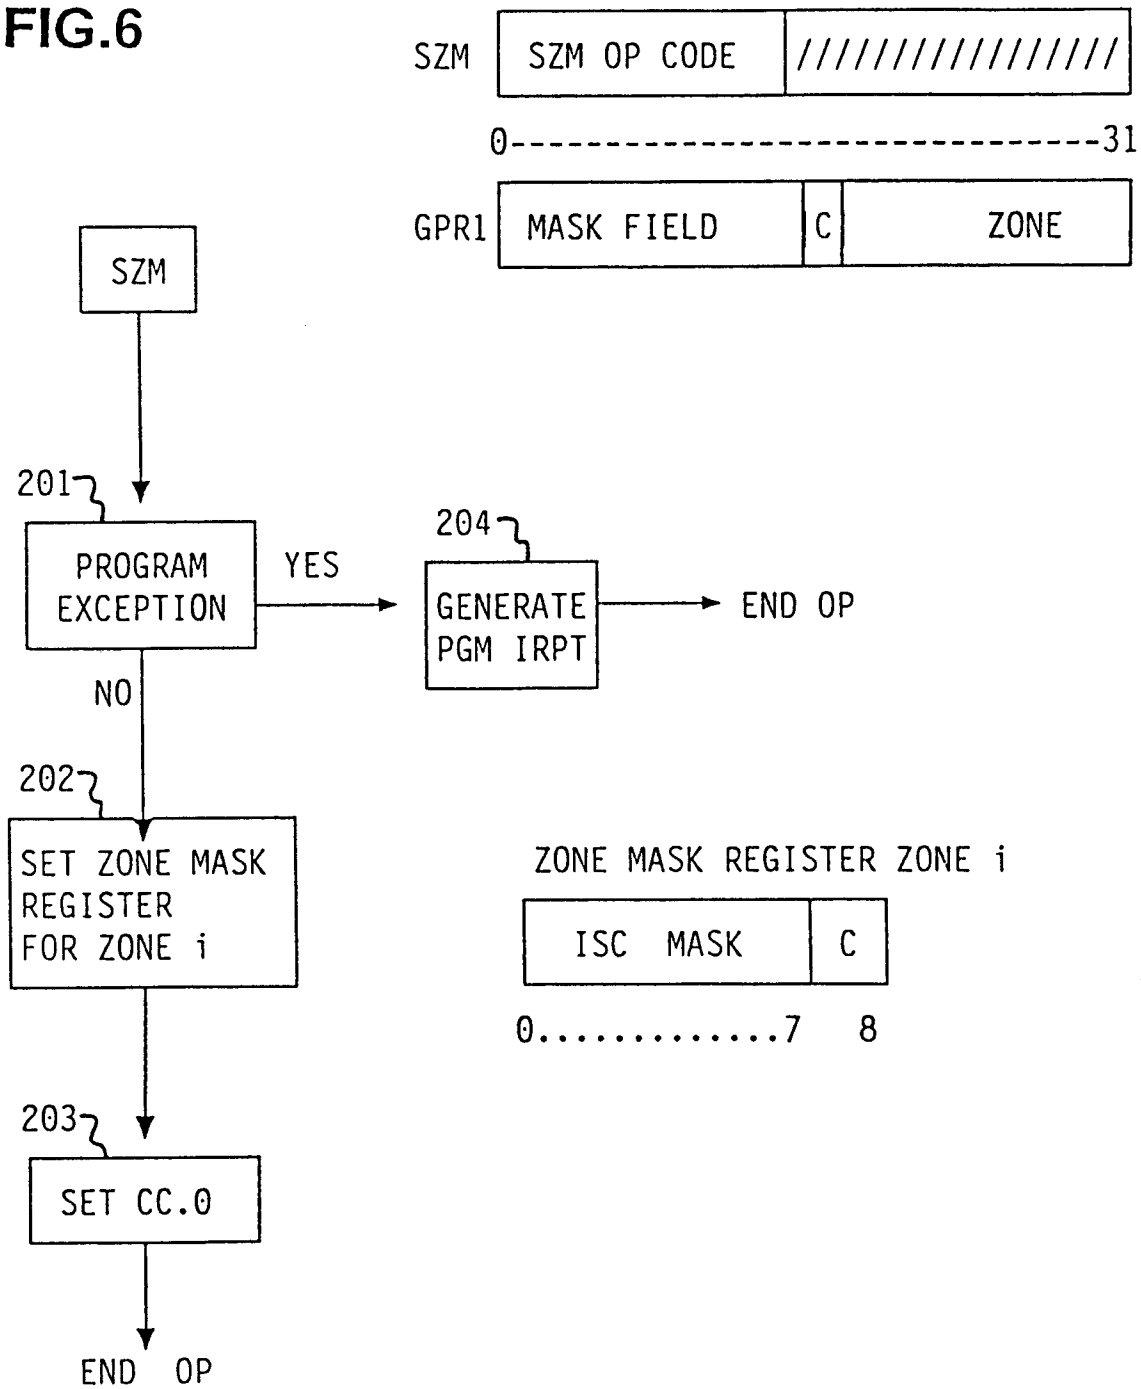 FIG.6
SZM SZM OP CODE /////////////////
0-------------------------------31
GPR1 MASK FIELD C ZONE
SZM
201
PROGRAM
EXCEPTION
YES
204
GENERATE
PGM IRPT
END OP
NO
202
SET ZONE MASK
REGISTER
FOR ZONE i
ZONE MASK REGISTER ZONE i
ISC MASK C
0.............7 8
203
SET CC.0
END OP